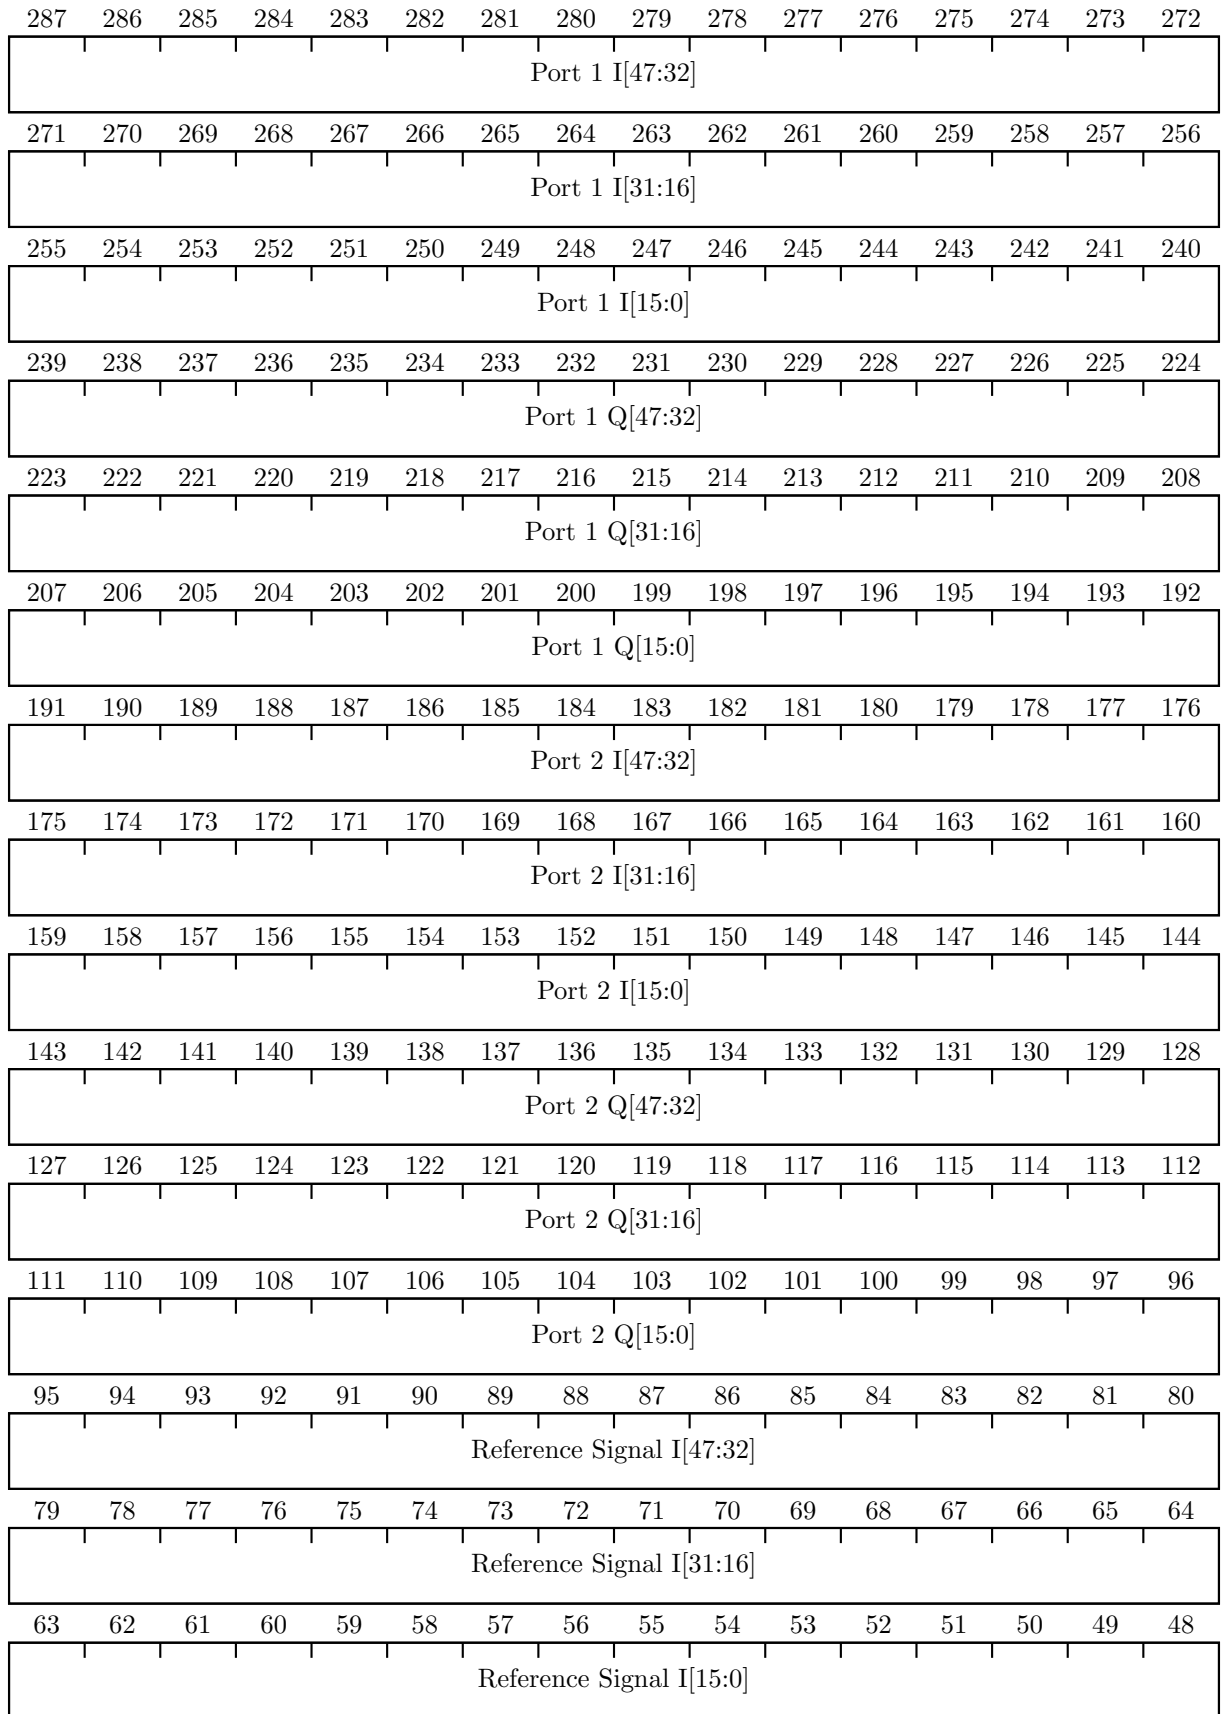 287 286 285 284 283 282 281 280 279 278 277 276 275 274 273 272
Port 1 I[47:32]
271 270 269 268 267 266 265 264 263 262 261 260 259 258 257 256
Port 1 I[31:16]
255 254 253 252 251 250 249 248 247 246 245 244 243 242 241 240
Port 1 I[15:0]
239 238 237 236 235 234 233 232 231 230 229 228 227 226 225 224
Port 1 Q[47:32]
223 222 221 220 219 218 217 216 215 214 213 212 211 210 209 208
Port 1 Q[31:16]
207 206 205 204 203 202 201 200 199 198 197 196 195 194 193 192
Port 1 Q[15:0]
191 190 189 188 187 186 185 184 183 182 181 180 179 178 177 176
Port 2 I[47:32]
175 174 173 172 171 170 169 168 167 166 165 164 163 162 161 160
Port 2 I[31:16]
159 158 157 156 155 154 153 152 151 150 149 148 147 146 145 144
Port 2 I[15:0]
143 142 141 140 139 138 137 136 135 134 133 132 131 130 129 128
Port 2 Q[47:32]
127 126 125 124 123 122 121 120 119 118 117 116 115 114 113 112
Port 2 Q[31:16]
111 110 109 108 107 106 105 104 103 102 101 100 99 98 97 96
Port 2 Q[15:0]
95 94 93 92 91 90 89 88 87 86 85 84 83 82 81 80
Reference Signal I[47:32]
79 78 77 76 75 74 73 72 71 70 69 68 67 66 65 64
Reference Signal I[31:16]
63 62 61 60 59 58 57 56 55 54 53 52 51 50 49 48
Reference Signal I[15:0]